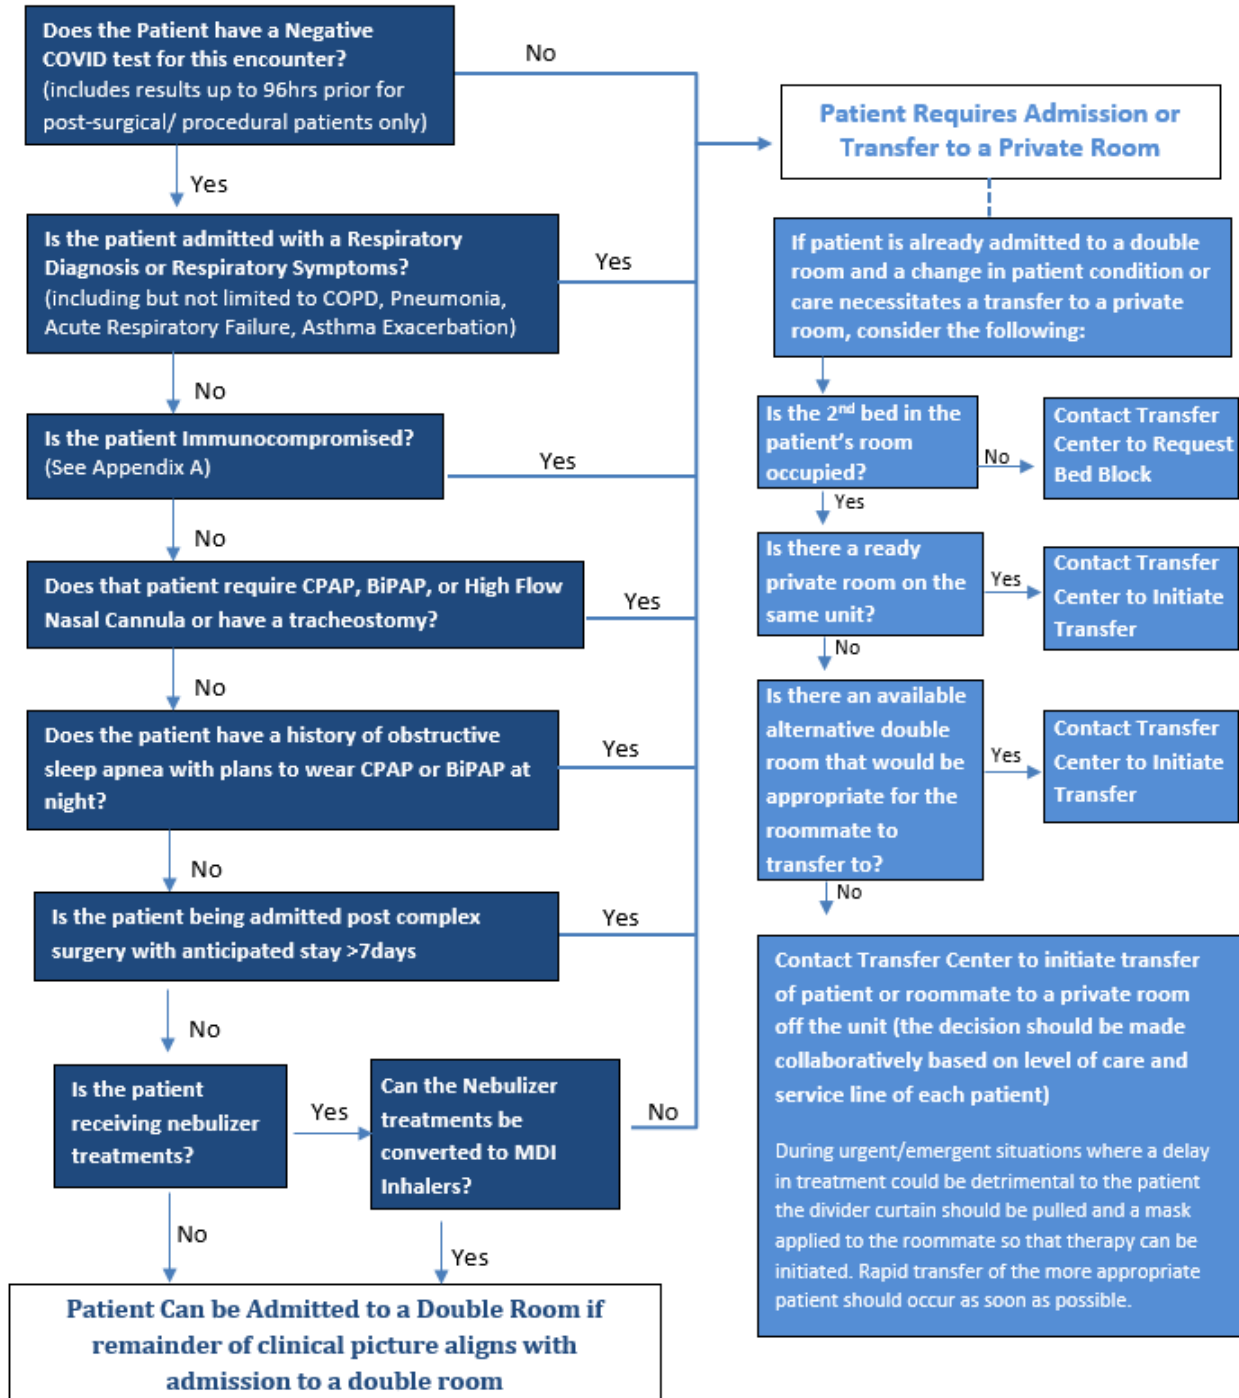 Does the Patient have a Negative
COVID test for this encounter?
(includes results up to 96hrs prior for
post-surgical/ procedural patients only)
No
Yes
Is the patient admitted with a Respiratory
Diagnosis or Respiratory Symptoms?
(including but not limited to COPD, Pneumonia,
Acute Respiratory Failure, Asthma Exacerbation)
Yes
No
Is the patient Immunocompromised?
(See Appendix A)
Yes
No
Does that patient require CPAP, BiPAP, or High Flow
Nasal Cannula or have a tracheostomy?
Yes
No
Does the patient have a history of obstructive
sleep apnea with plans to wear CPAP or BiPAP at
night?
Yes
No
Is the patient being admitted post complex
surgery with anticipated stay >7days
Yes
No
Is the patient
receiving nebulizer
treatments?
Yes
Can the Nebulizer
treatments be
converted to MDI
Inhalers?
No
No
Yes
Patient Can be Admitted to a Double Room if
remainder of clinical picture aligns with
admission to a double room
Patient Requires Admission or
Transfer to a Private Room
If patient is already admitted to a double
room and a change in patient condition or
care necessitates a transfer to a private
room, consider the following:
Is the 2nd bed in the
patient's room
occupied?
No
Contact Transfer
Center to Request
Bed Block
Yes
Is there a ready
private room on the
same unit?
Yes
Contact Transfer
Center to Initiate
Transfer
No
Is there an available
alternative double
room that would be
appropriate for the
roommate to
transfer to?
Yes
Contact Transfer
Center to Initiate
Transfer
No
Contact Transfer Center to initiate transfer
of patient or roommate to a private room
off the unit (the decision should be made
collaboratively based on level of care and
service line of each patient)
During urgent/emergent situations where a delay
in treatment could be detrimental to the patient
the divider curtain should be pulled and a mask
applied to the roommate so that therapy can be
initiated. Rapid transfer of the more appropriate
patient should occur as soon as possible.